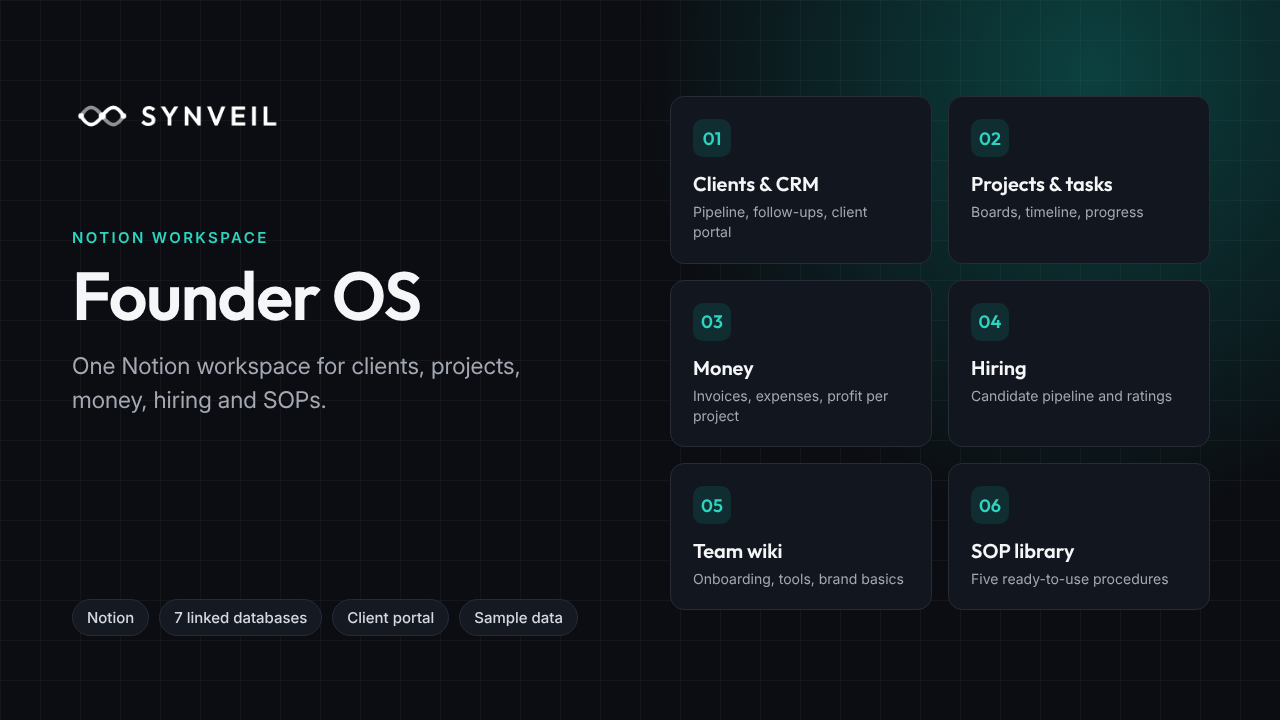 SYNVEIL
NOTION WORKSPACE
Founder OS
One Notion workspace for clients, projects,
money, hiring and SOPs.
Notion
7 linked databases
Client portal
Sample data
01
Clients & CRM
Pipeline, follow-ups, client
portal
02
Projects & tasks
Boards, timeline, progress
03
Money
Invoices, expenses, profit per
project
04
Hiring
Candidate pipeline and ratings
05
Team wiki
Onboarding, tools, brand basics
06
SOP library
Five ready-to-use procedures